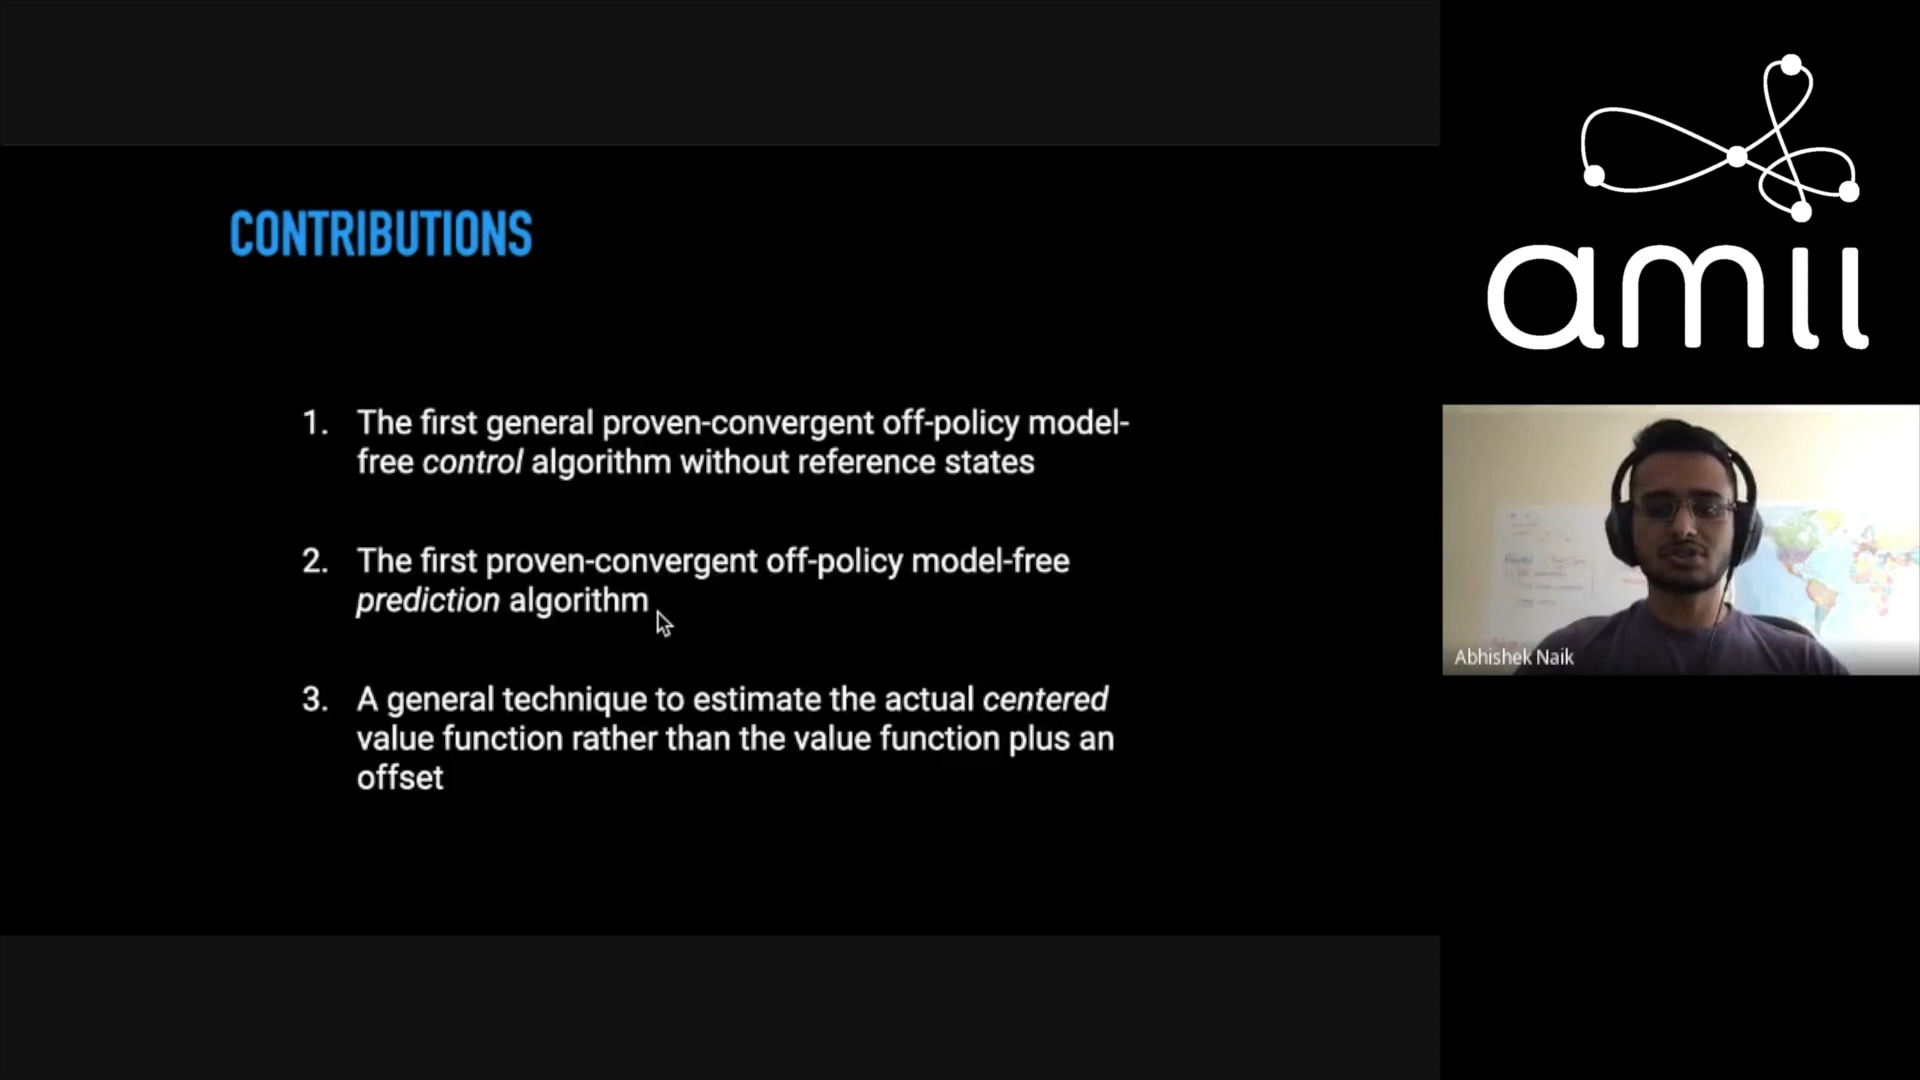 CONTRIBUTIONS
1. The first general proven-convergent off-policy model-
free control algorithm without reference states
2. The first proven-convergent off-policy model-free
prediction algorithm
3. A general technique to estimate the actual centered
value function rather than the value function plus an
offset
amii
Abhishek Naik